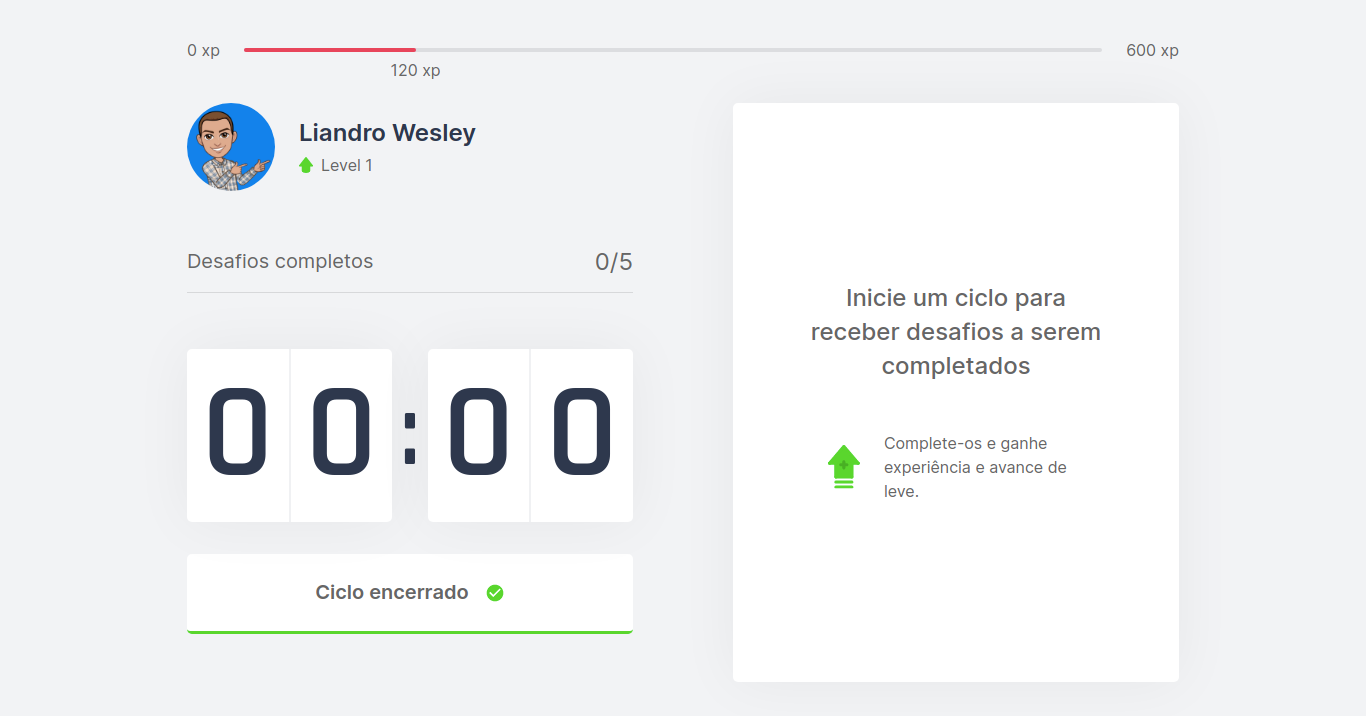 0 xp
600 xp
120 xp
Liandro Wesley
Level 1
Desafios completos
0/5
00:00
Ciclo encerrado
Inicie um ciclo para
receber desafios a serem
completados
Complete-os e ganhe
experiência e avance de
leve.